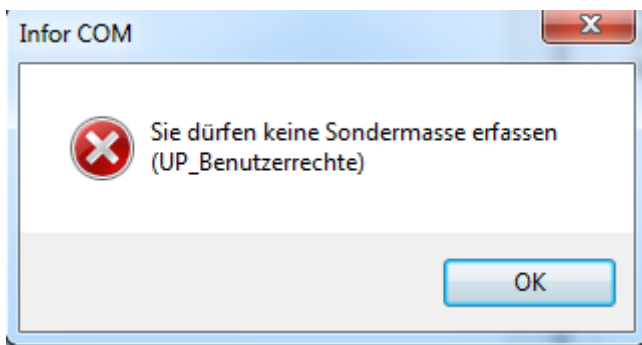 Infor COM
Sie dürfen keine Sondermasse erfassen
(UP_Benutzerrechte)
OK